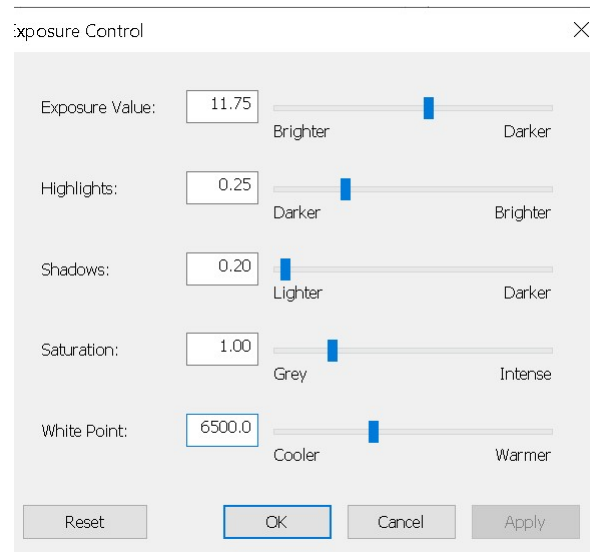 xposure Control
Exposure Value: 11.75
Brighter Darker
Highlights: 0.25
Darker Brighter
Shadows: 0.20
Lighter Darker
Saturation: 1.00
Grey Intense
White Point: 6500.0
Cooler Warmer
Reset OK Cancel Apply